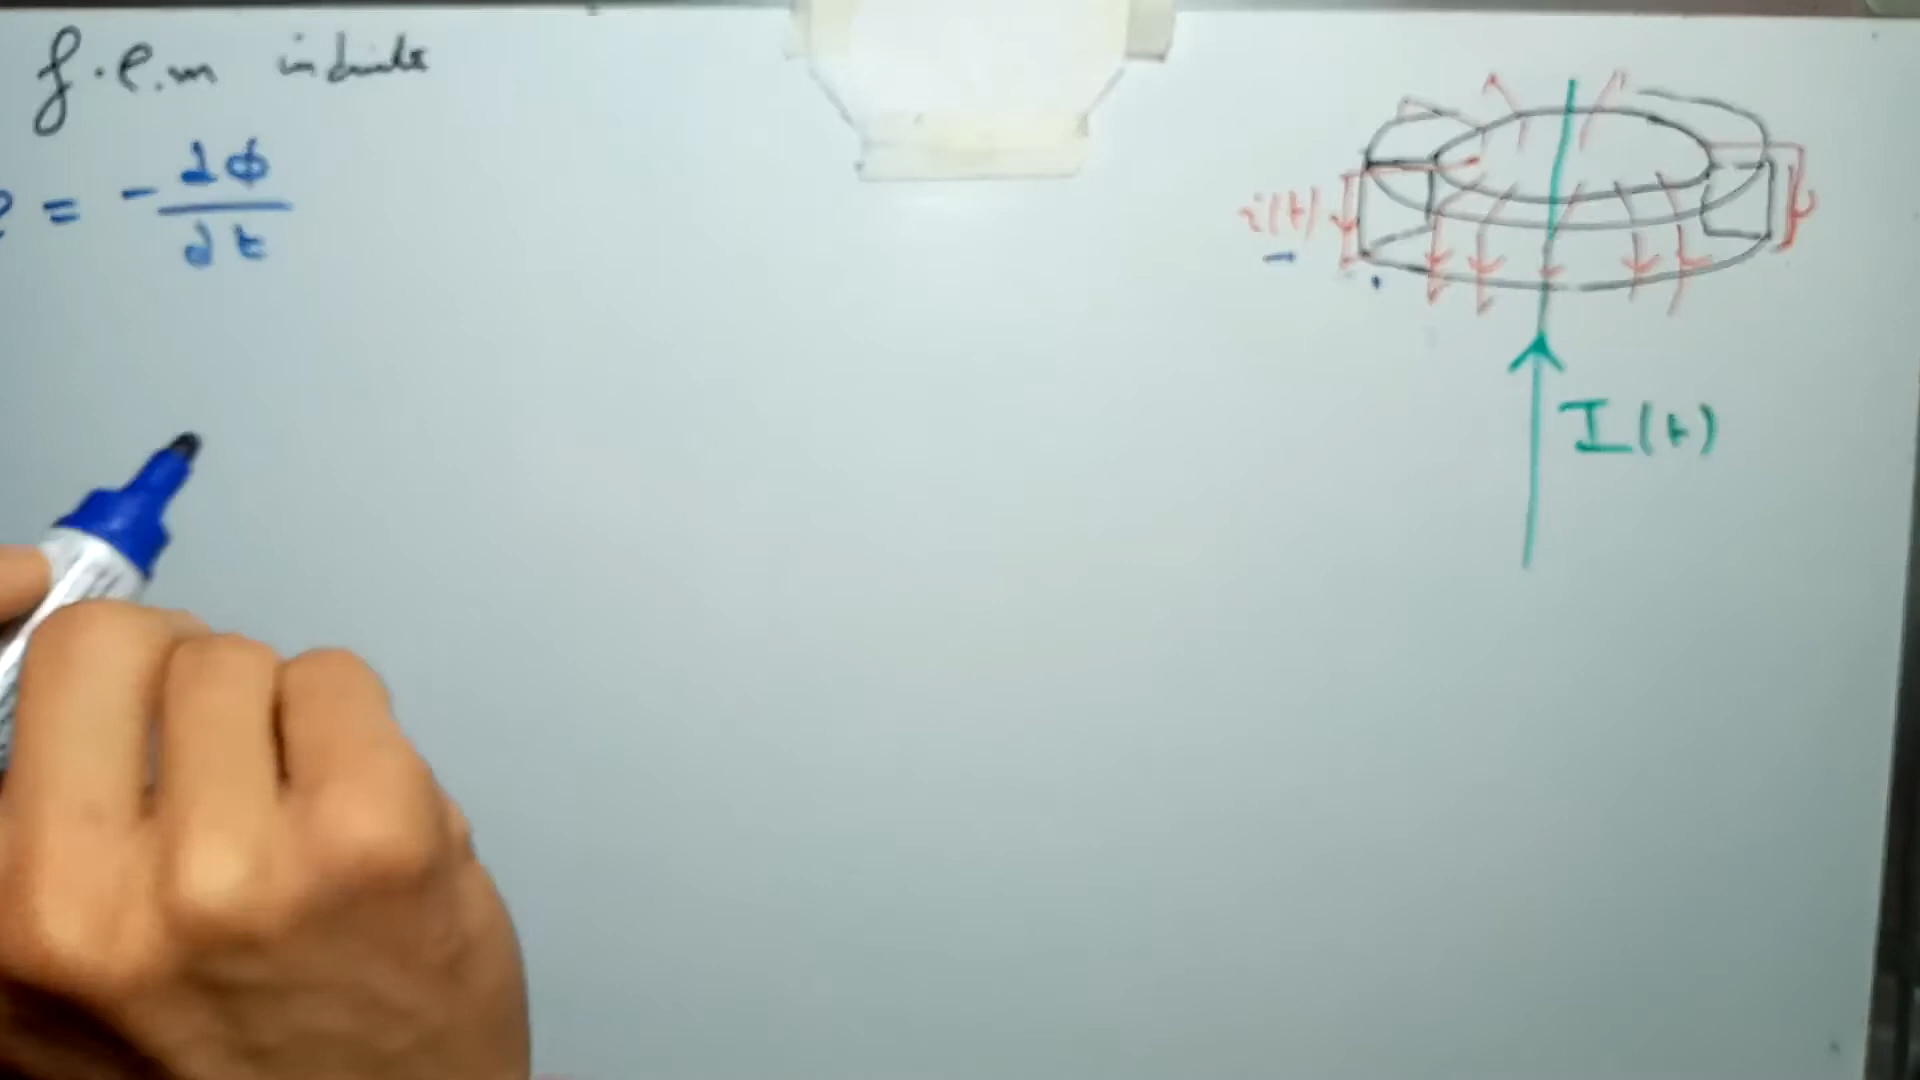 f.e.m induite
e = - dϕ/dt
i(t)
I(t)